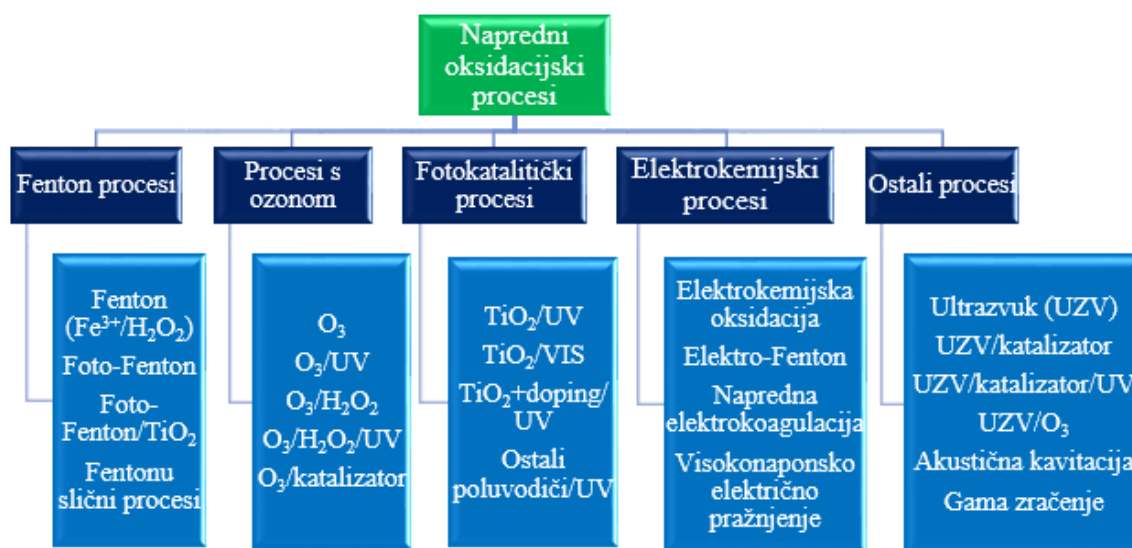 Napredni
oksidacijski
procesi
Fenton procesi
Procesi s
ozonom
Fotokatalitički
procesi
Elektrokemijski
procesi
Ostali procesi
Fenton
(Fe³⁺/H₂O₂)
Foto-Fenton
Foto-
Fenton/TiO₂
Fentonu
slični procesi
O₃
O₃/UV
O₃/H₂O₂
O₃/H₂O₂/UV
O₃/katalizator
TiO₂/UV
TiO₂/VIS
TiO₂+doping/
UV
Ostali
poluvodiči/UV
Elektrokemijska
oksidacija
Elektro-Fenton
Napredna
elektrokoagulacija
Visokonaponsko
električno
pražnjenje
Ultrazvuk (UZV)
UZV/katalizator
UZV/katalizator/UV
UZV/O₃
Akustična kavitacija
Gama zračenje